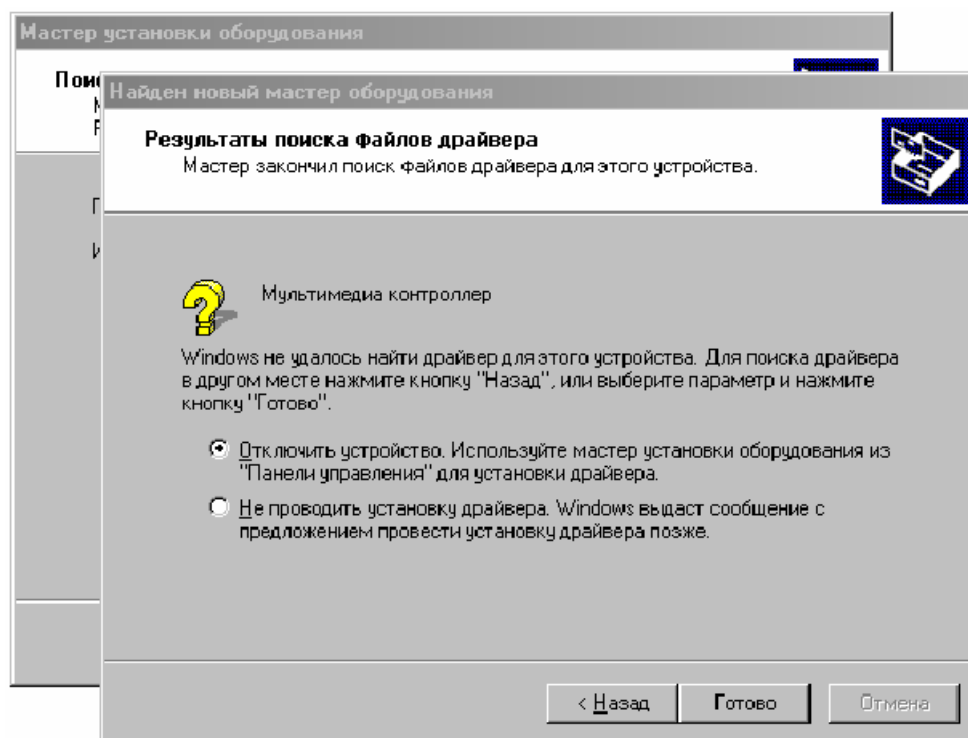 Мастер установки оборудования
Найден новый мастер оборудования
Результаты поиска файлов драйвера
Мастер закончил поиск файлов драйвера для этого устройства.
Мультимедиа контроллер
Windows не удалось найти драйвер для этого устройства. Для поиска драйвера
в другом месте нажмите кнопку "Назад", или выберите параметр и нажмите
кнопку "Готово".
Отключить устройство. Используйте мастер установки оборудования из
"Панели управления" для установки драйвера.
Не проводить установку драйвера. Windows выдаст сообщение с
предложением провести установку драйвера позже.
< Назад
Готово
Отмена